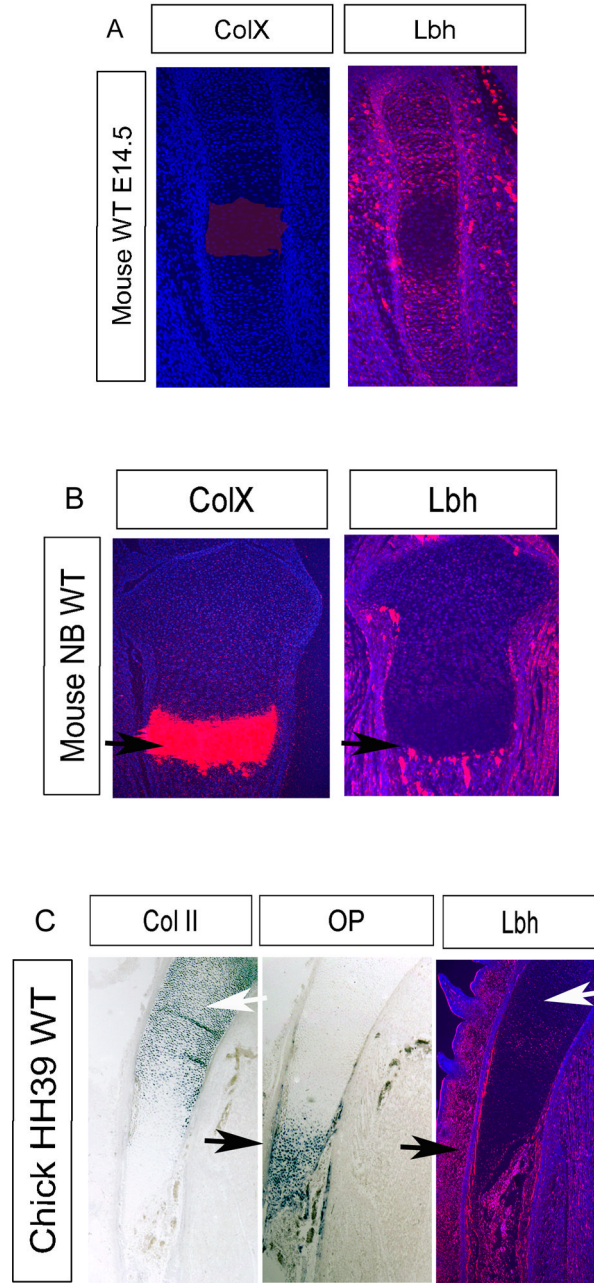 A
ColX
Lbh
Mouse WT E14.5
B
ColX
Lbh
Mouse NB WT
C
Col II
OP
Lbh
Chick HH39 WT